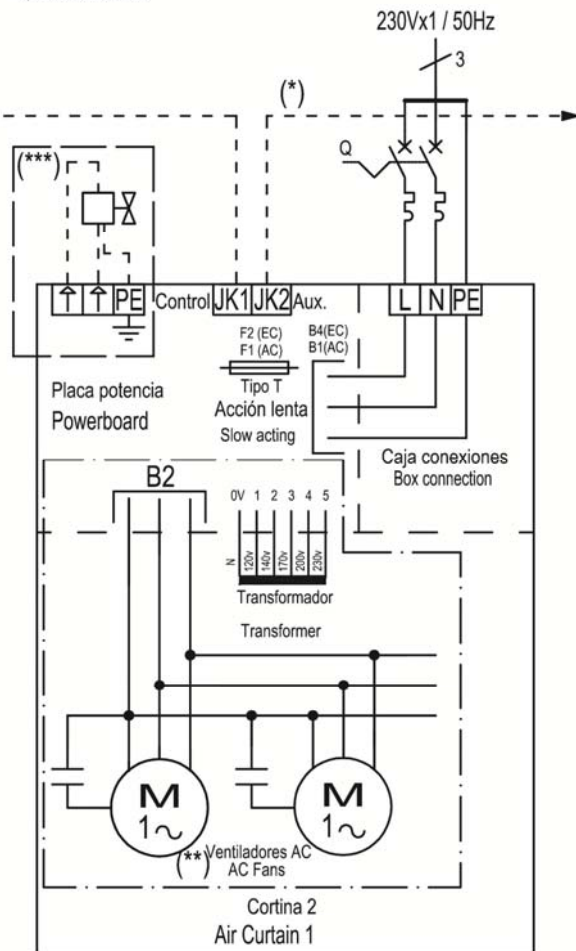 230Vx1 / 50Hz
3
(*)
(***)
Q
PE
Control
JK1
JK2
Aux.
L
N
PE
F2 (EC)
F1 (AC)
B4(EC)
B1(AC)
Tipo T
Acción lenta
Slow acting
Placa potencia
Powerboard
Caja conexiones
Box connection
B2
0V 1 2 3 4 5
N 120v 140v 170v 200v 230v
Transformador
Transformer
M
1~
M
1~
(**)
Ventiladores AC
AC Fans
Cortina 2
Air Curtain 1